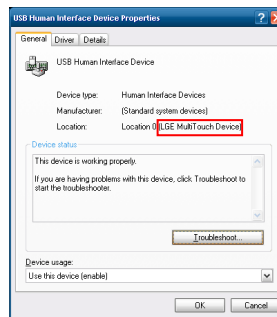 USB Human Interface Device Properties
General Driver Details
USB Human Interface Device
Device type: Human Interface Devices
Manufacturer: (Standard system devices)
Location: Location 0 (LGE MultiTouch Device)
Device status
This device is working properly.
If you are having problems with this device, click Troubleshoot to
start the troubleshooter.
Troubleshoot...
Device usage:
Use this device (enable)
OK Cancel